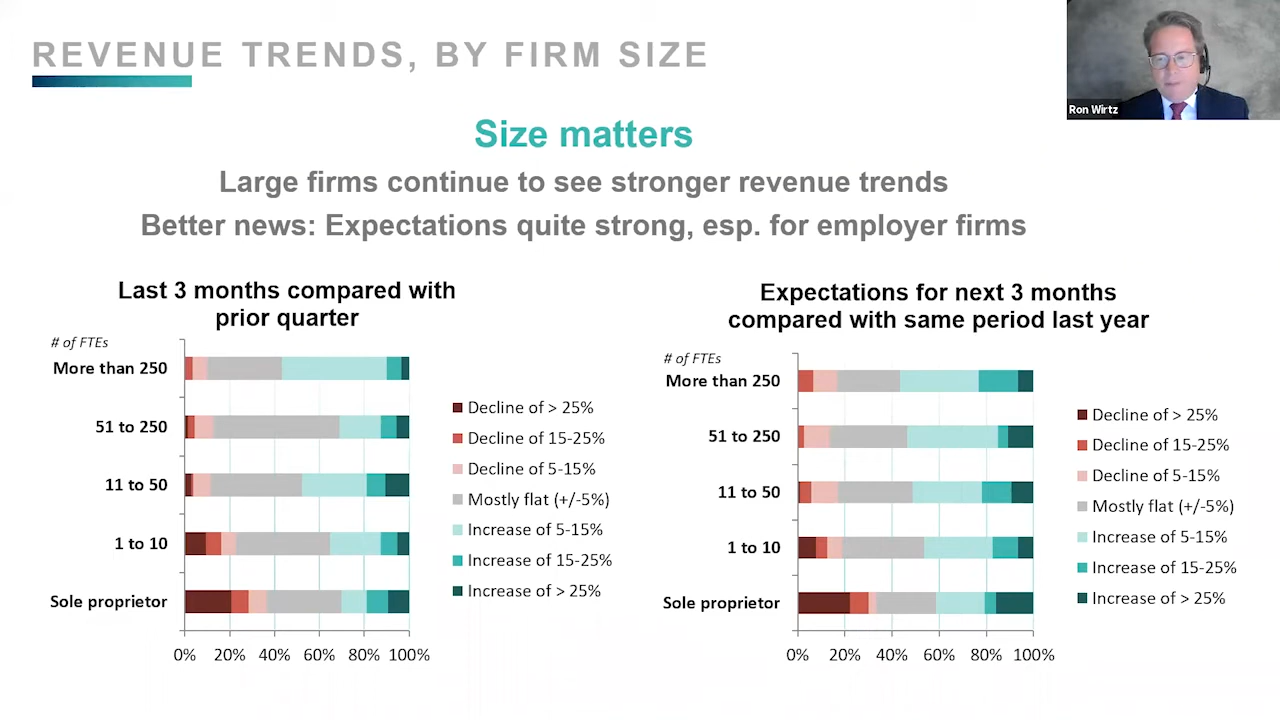 REVENUE TRENDS, BY FIRM SIZE
Ron Wirtz
Size matters
Large firms continue to see stronger revenue trends
Better news: Expectations quite strong, esp. for employer firms
Last 3 months compared with
prior quarter
# of FTEs
More than 250
51 to 250
11 to 50
1 to 10
Sole proprietor
0% 20% 40% 60% 80% 100%
Decline of > 25%
Decline of 15-25%
Decline of 5-15%
Mostly flat (+/-5%)
Increase of 5-15%
Increase of 15-25%
Increase of > 25%
Expectations for next 3 months
compared with same period last year
# of FTEs
More than 250
51 to 250
11 to 50
1 to 10
Sole proprietor
0% 20% 40% 60% 80% 100%
Decline of > 25%
Decline of 15-25%
Decline of 5-15%
Mostly flat (+/-5%)
Increase of 5-15%
Increase of 15-25%
Increase of > 25%